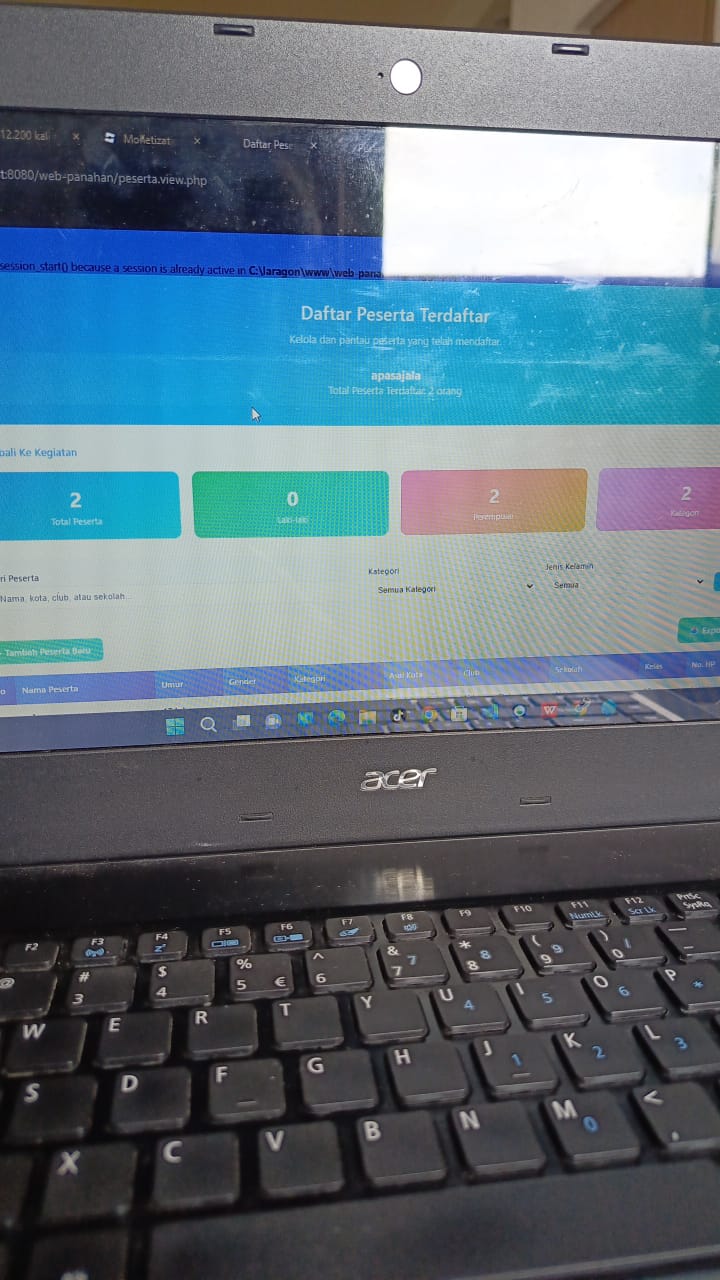 12.200 kali
Monetizat
Daftar Pes
t:8080/web-panahan/peserta.view.php
session_start() because a session is already active in C:\laragon\www\web-pana
Daftar Peserta Terdaftar
Kelola dan pantau peserta yang telah mendaftar
apasajala
Total Peserta Terdaftar: 2 orang
bali Ke Kegiatan
2
Total Peserta
0
Laki-laki
2
Perempuan
2
Kategori
ri Peserta
Kategori
Jenis Kelamin
Nama, kota, club, atau sekolah...
Semua Kategori
Semua
Tambah Peserta Baru
Expo
o Nama Peserta Umur Gender Kategori Asal Kota Club Sekolah Kelas No. HP
acer
F2 F3 F4 F5 F6 F7 F8 F9 F10 F11 NumLk F12 Scr Lk PrtSc SysRq
@ # 3 $ 4 % 5 € ^ 6 & 7 7 * 8 8 ( 9 9 ) 0 /
W E R T Y U 4 I 5 O 6 P *
S D F G H J 1 K 2 L 3
X C V B N M 0 < ,